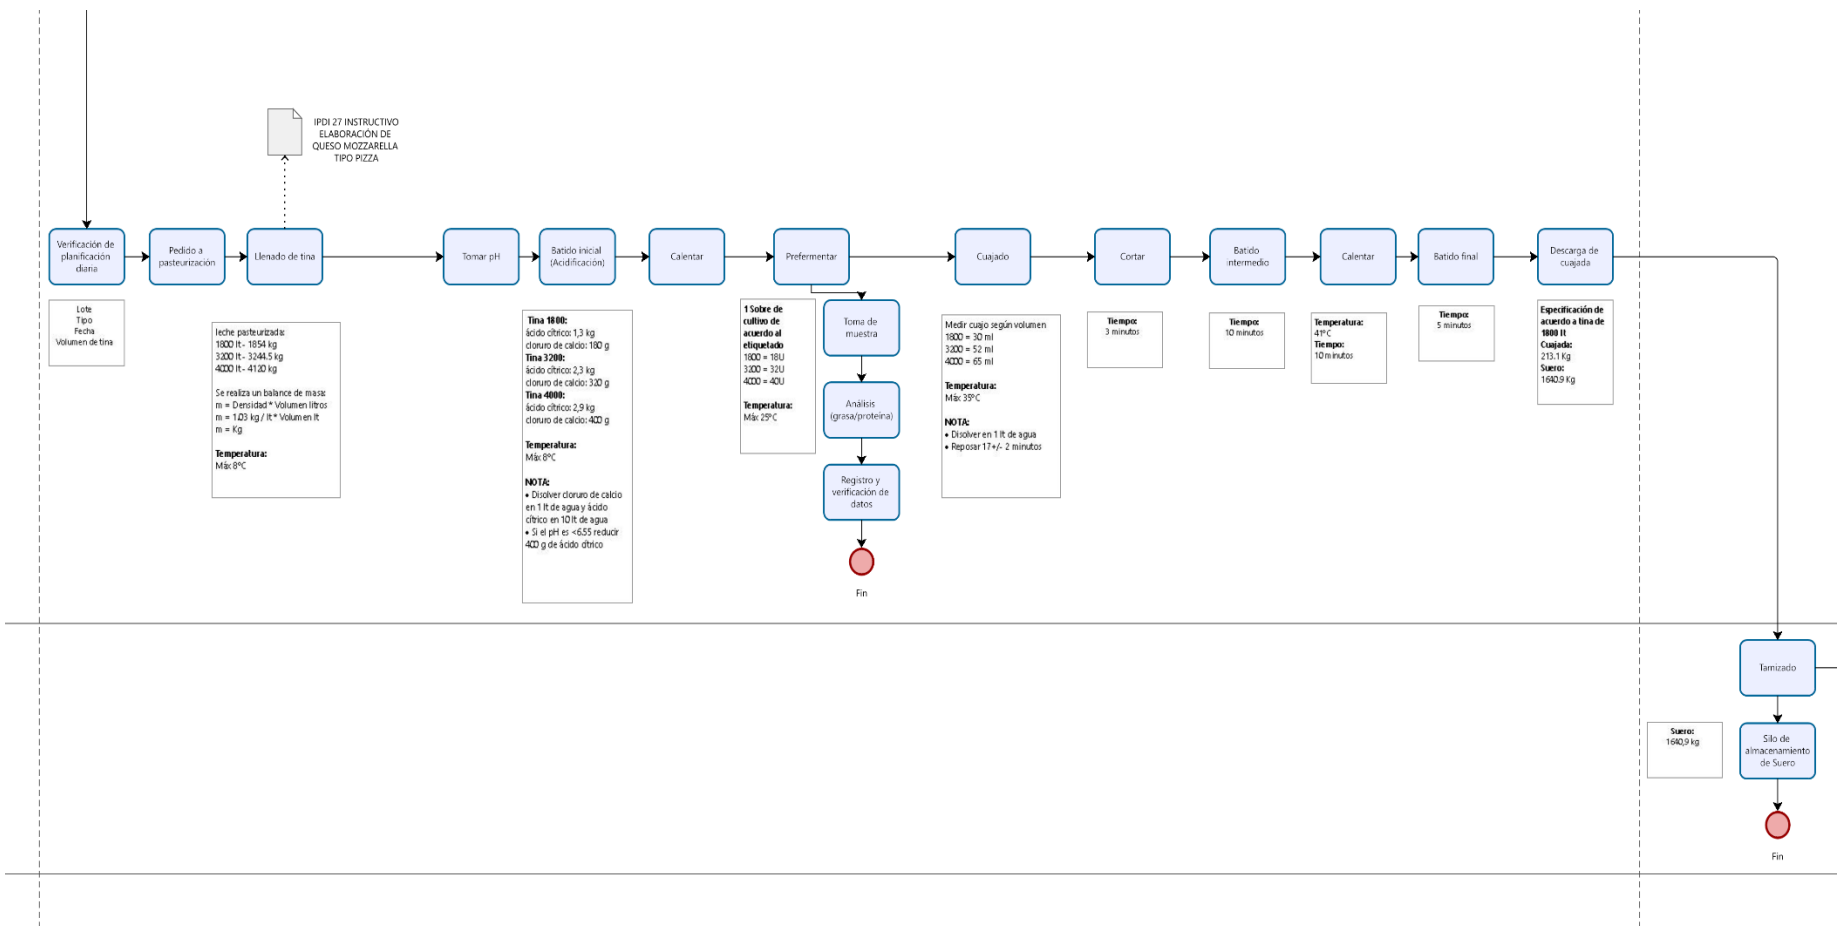 IPDI 27 INSTRUCTIVO
ELABORACIÓN DE
QUESO MOZZARELLA
TIPO PIZZA
Verificación de
planificación
diaria
Pedido a
pasteurización
Llenado de tina
Tomar pH
Batido inicial
(Acidificación)
Calentar
Prefermentar
Cuajado
Cortar
Batido
intermedio
Calentar
Batido final
Descarga de
cuajada
Lote
Tipo
Fecha
Volumen de tina
leche pasteurizada:
1800 lt - 1854 kg
3200 lt - 3244.5 kg
4000 lt - 4120 kg
Se realiza un balance de masa:
m = Densidad * Volumen litros
m = 1.03 kg / lt * Volumen lt
m = Kg
Temperatura:
Máx 8°C
Tina 1800:
ácido cítrico: 1,3 kg
cloruro de calcio: 180 g
Tina 3200:
ácido cítrico: 2,3 kg
cloruro de calcio: 320 g
Tina 4000:
ácido cítrico: 2,9 kg
cloruro de calcio: 400 g
Temperatura:
Máx 8°C
NOTA:
• Disolver cloruro de calcio
en 1 lt de agua y ácido
cítrico en 10 lt de agua
• Si el pH es <6.55 reducir
400 g de ácido cítrico
1 Sobre de
cultivo de
acuerdo al
etiquetado
1800 = 18U
3200 = 32U
4000 = 40U
Temperatura:
Máx 25°C
Toma de
muestra
Análisis
(grasa/proteína)
Registro y
verificación de
datos
Fin
Medir cuajo según volumen
1800 = 30 ml
3200 = 52 ml
4000 = 65 ml
Temperatura:
Máx 35°C
NOTA:
• Disolver en 1 lt de agua
• Reposar 17+/- 2 minutos
Tiempo:
3 minutos
Tiempo:
10 minutos
Temperatura:
41°C
Tiempo:
10 minutos
Tiempo:
5 minutos
Especificación de
acuerdo a tina de
1800 lt
Cuajada:
213.1 Kg
Suero:
1640.9 Kg
Tamizado
Suero:
1640,9 kg
Silo de
almacenamiento
de Suero
Fin